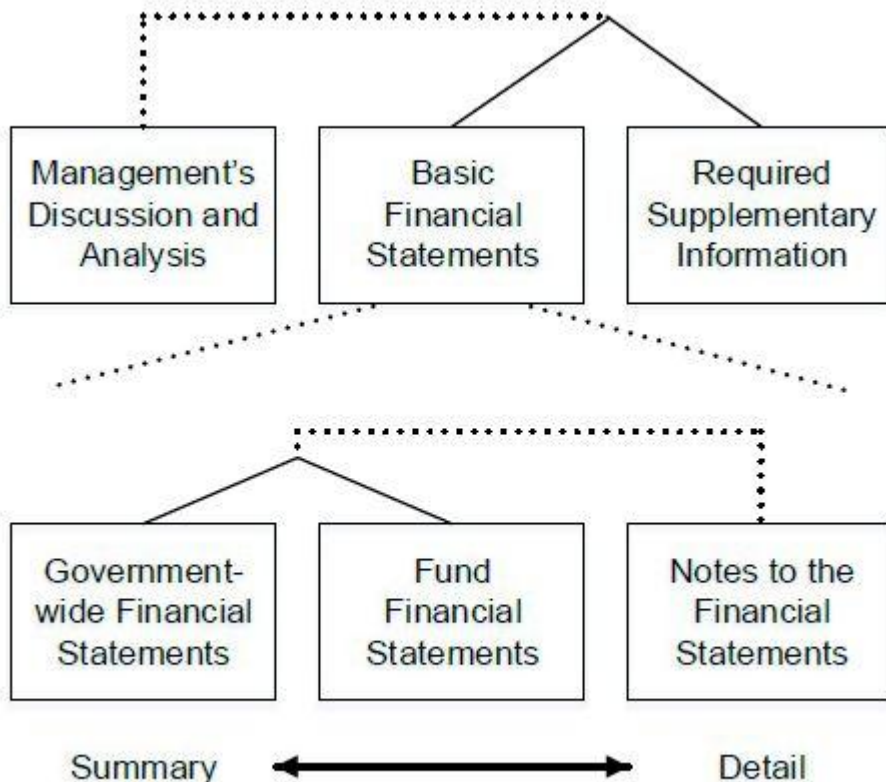 Management's
Discussion and
Analysis
Basic
Financial
Statements
Required
Supplementary
Information
Government-
wide Financial
Statements
Fund
Financial
Statements
Notes to the
Financial
Statements
Summary
Detail